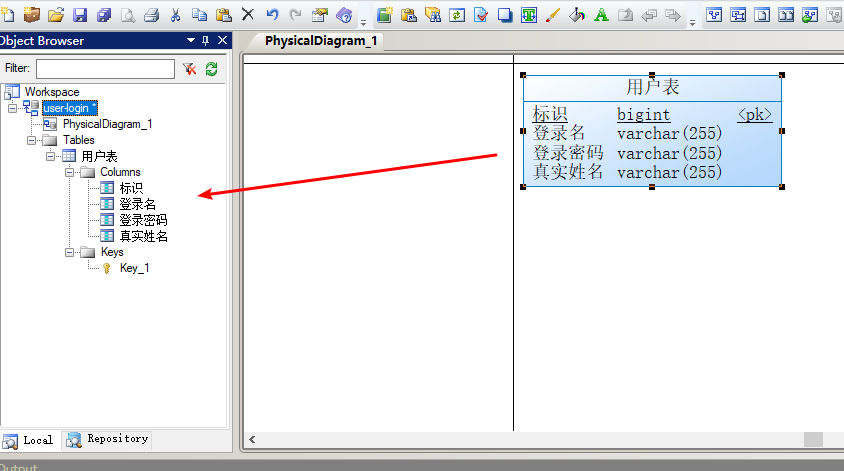 Object Browser
PhysicalDiagram_1
Filter:
Workspace
user-login *
PhysicalDiagram_1
Tables
用户表
Columns
标识
登录名
登录密码
真实姓名
Keys
Key_1
用户表
标识 bigint <pk>
登录名 varchar(255)
登录密码 varchar(255)
真实姓名 varchar(255)
Local
Repository
Output